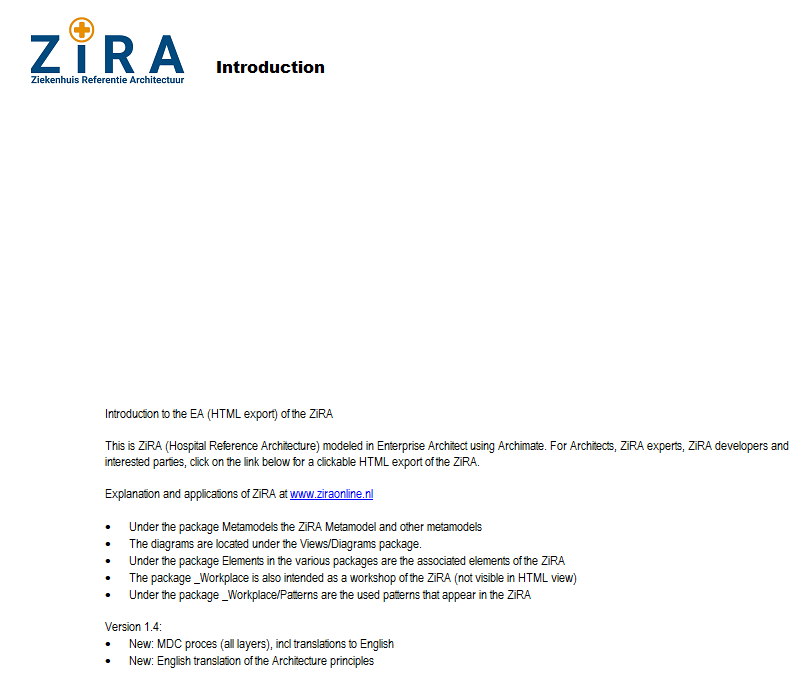 ZiRA
Ziekenhuis Referentie Architectuur
Introduction
Introduction to the EA (HTML export) of the ZiRA
This is ZiRA (Hospital Reference Architecture) modeled in Enterprise Architect using Archimate. For Architects, ZiRA experts, ZiRA developers and
interested parties, click on the link below for a clickable HTML export of the ZiRA.
Explanation and applications of ZiRA at www.ziraonline.nl
• Under the package Metamodels the ZiRA Metamodel and other metamodels
• The diagrams are located under the Views/Diagrams package.
• Under the package Elements in the various packages are the associated elements of the ZiRA
• The package _Workplace is also intended as a workshop of the ZiRA (not visible in HTML view)
• Under the package _Workplace/Patterns are the used patterns that appear in the ZiRA
Version 1.4:
• New: MDC proces (all layers), incl translations to English
• New: English translation of the Architecture principles